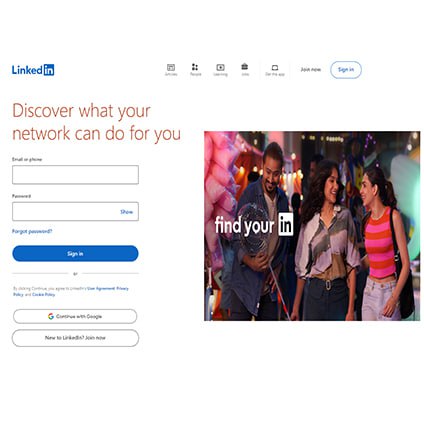 Linked in
Articles People Learning Jobs Get the app Join now Sign in
Discover what your
network can do for you
Email or phone
Password
Show
Forgot password?
Sign in
or
By clicking Continue, you agree to LinkedIn's User Agreement, Privacy
Policy, and Cookie Policy.
Continue with Google
New to LinkedIn? Join now
find your in